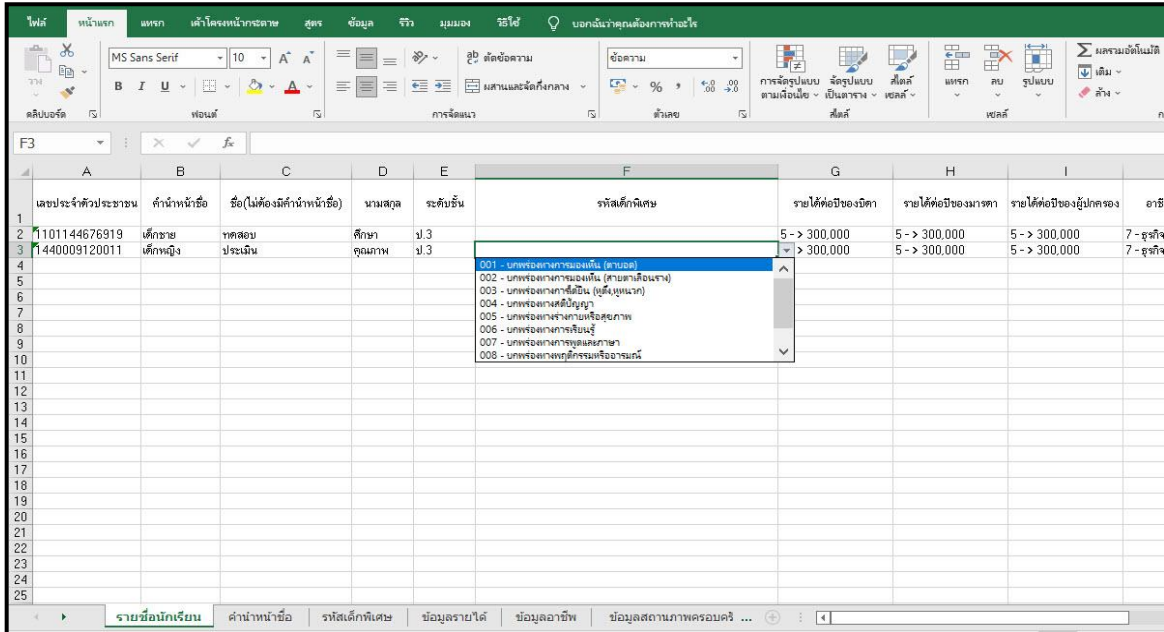 ไฟล์ หน้าแรก แทรก เค้าโครงหน้ากระดาษ สูตร ข้อมูล รีวิว มุมมอง วิธีใช้ บอกฉันว่าคุณต้องการทำอะไร
MS Sans Serif 10 A A ab ตัดข้อความ ข้อความ ผลรวมอัตโนมัติ
วาง B I U A ผสานและจัดกึ่งกลาง % , การจัดรูปแบบตามเงื่อนไข จัดรูปแบบเป็นตาราง สไตล์เซลล์ แทรก ลบ รูปแบบ เติม
ล้าง
คลิปบอร์ด ฟอนต์ การจัดแนว ตัวเลข สไตล์ เซลล์
F3 fx
A B C D E F G H I
1 เลขประจำตัวประชาชน คำนำหน้าชื่อ ชื่อ(ไม่ต้องมีคำนำหน้าชื่อ) นามสกุล ระดับชั้น รหัสเด็กพิเศษ รายได้ต่อปีของบิดา รายได้ต่อปีของมารดา รายได้ต่อปีของผู้ปกครอง อาชี
2 1101144676919 เด็กชาย ทดสอบ ศึกษา ป.3 5 - > 300,000 5 - > 300,000 5 - > 300,000 7 - ธุรกิจ
3 1440009120011 เด็กหญิง ประเมิน คุณภาพ ป.3 > 300,000 5 - > 300,000 5 - > 300,000 7 - ธุรกิจ
4 001 - บกพร่องทางการมองเห็น (ตาบอด)
5 002 - บกพร่องทางการมองเห็น (สายตาเลือนราง)
6 003 - บกพร่องทางการได้ยิน (หูตึง,หูหนวก)
7 004 - บกพร่องทางสติปัญญา
8 005 - บกพร่องทางร่างกายหรือสุขภาพ
9 006 - บกพร่องทางการเรียนรู้
10 007 - บกพร่องทางการพูดและภาษา
008 - บกพร่องทางพฤติกรรมหรืออารมณ์
11
12
13
14
15
16
17
18
19
20
21
22
23
24
25
รายชื่อนักเรียน คำนำหน้าชื่อ รหัสเด็กพิเศษ ข้อมูลรายได้ ข้อมูลอาชีพ ข้อมูลสถานภาพครอบครั ...